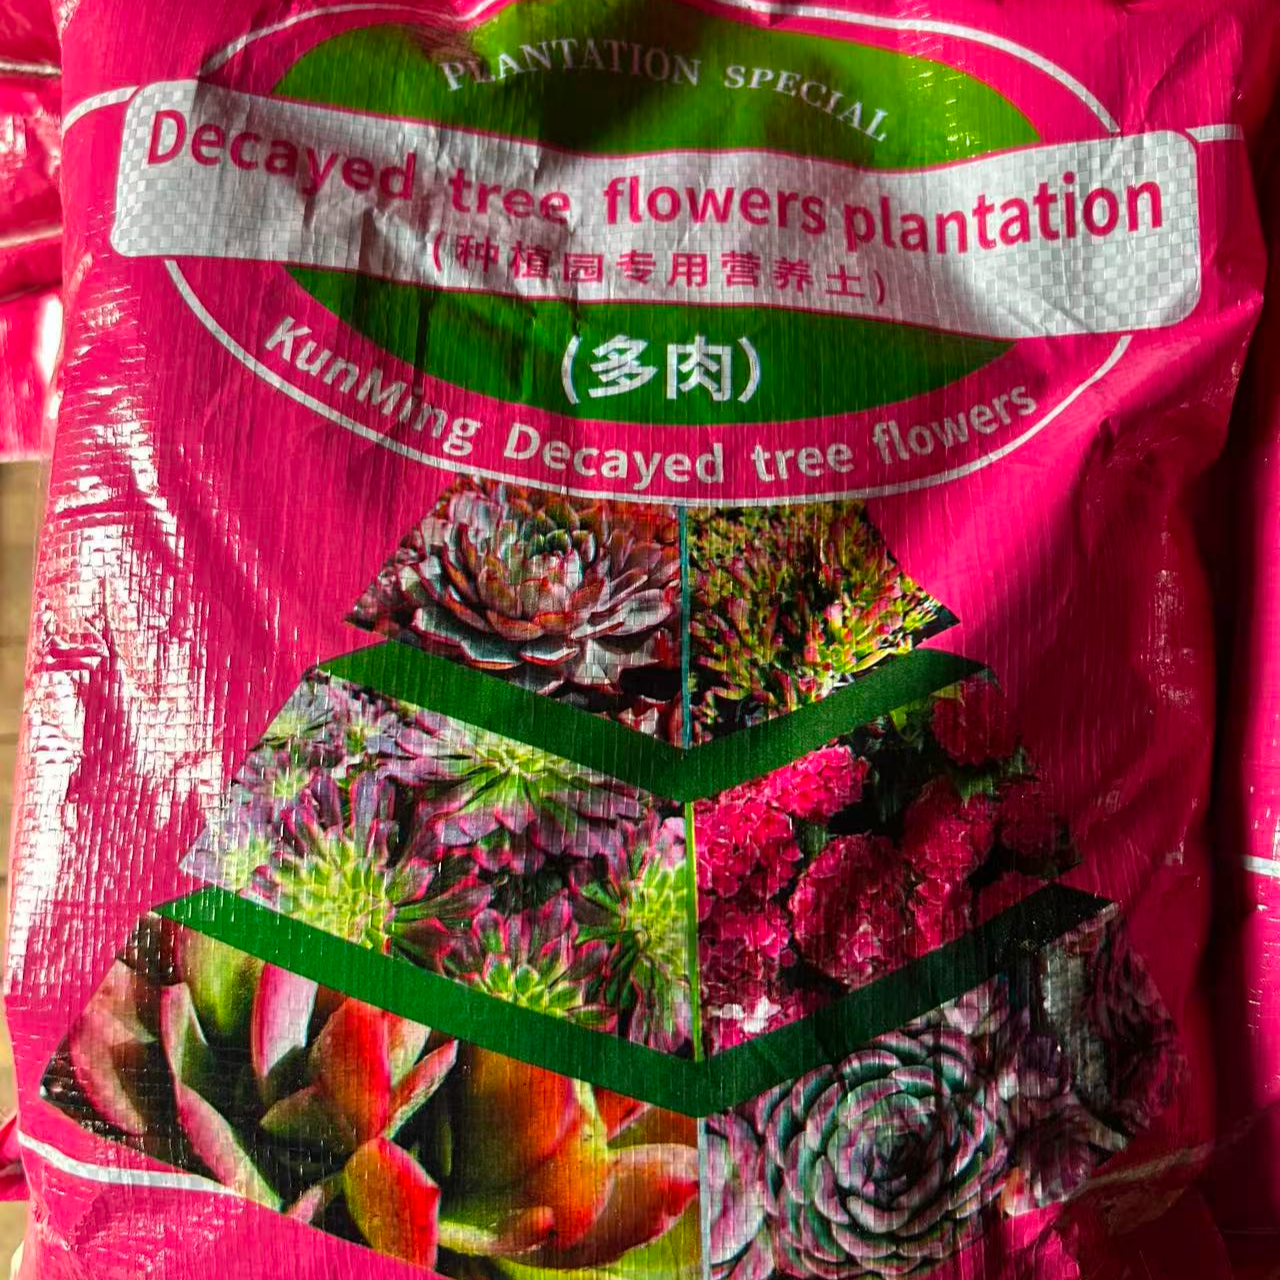 PLANTATION SPECIAL
Decayed tree flowers plantation
(种植园专用营养土)
(多肉)
KunMing Decayed tree flowers